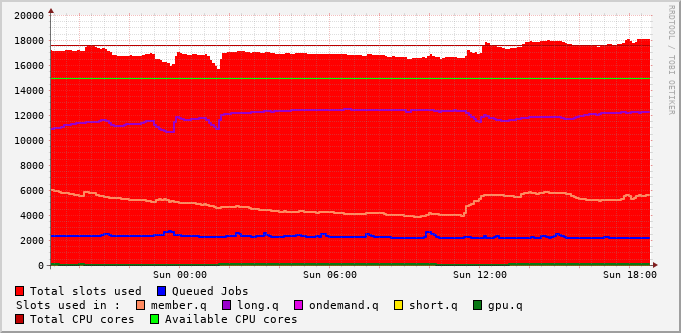 20000
18000
16000
14000
12000
10000
8000
6000
4000
2000
0
Sun 00:00 Sun 06:00 Sun 12:00 Sun 18:00
RRDTOOL / TOBI OETIKER
Total slots used Queued Jobs
Slots used in : member.q long.q ondemand.q short.q gpu.q
Total CPU cores Available CPU cores